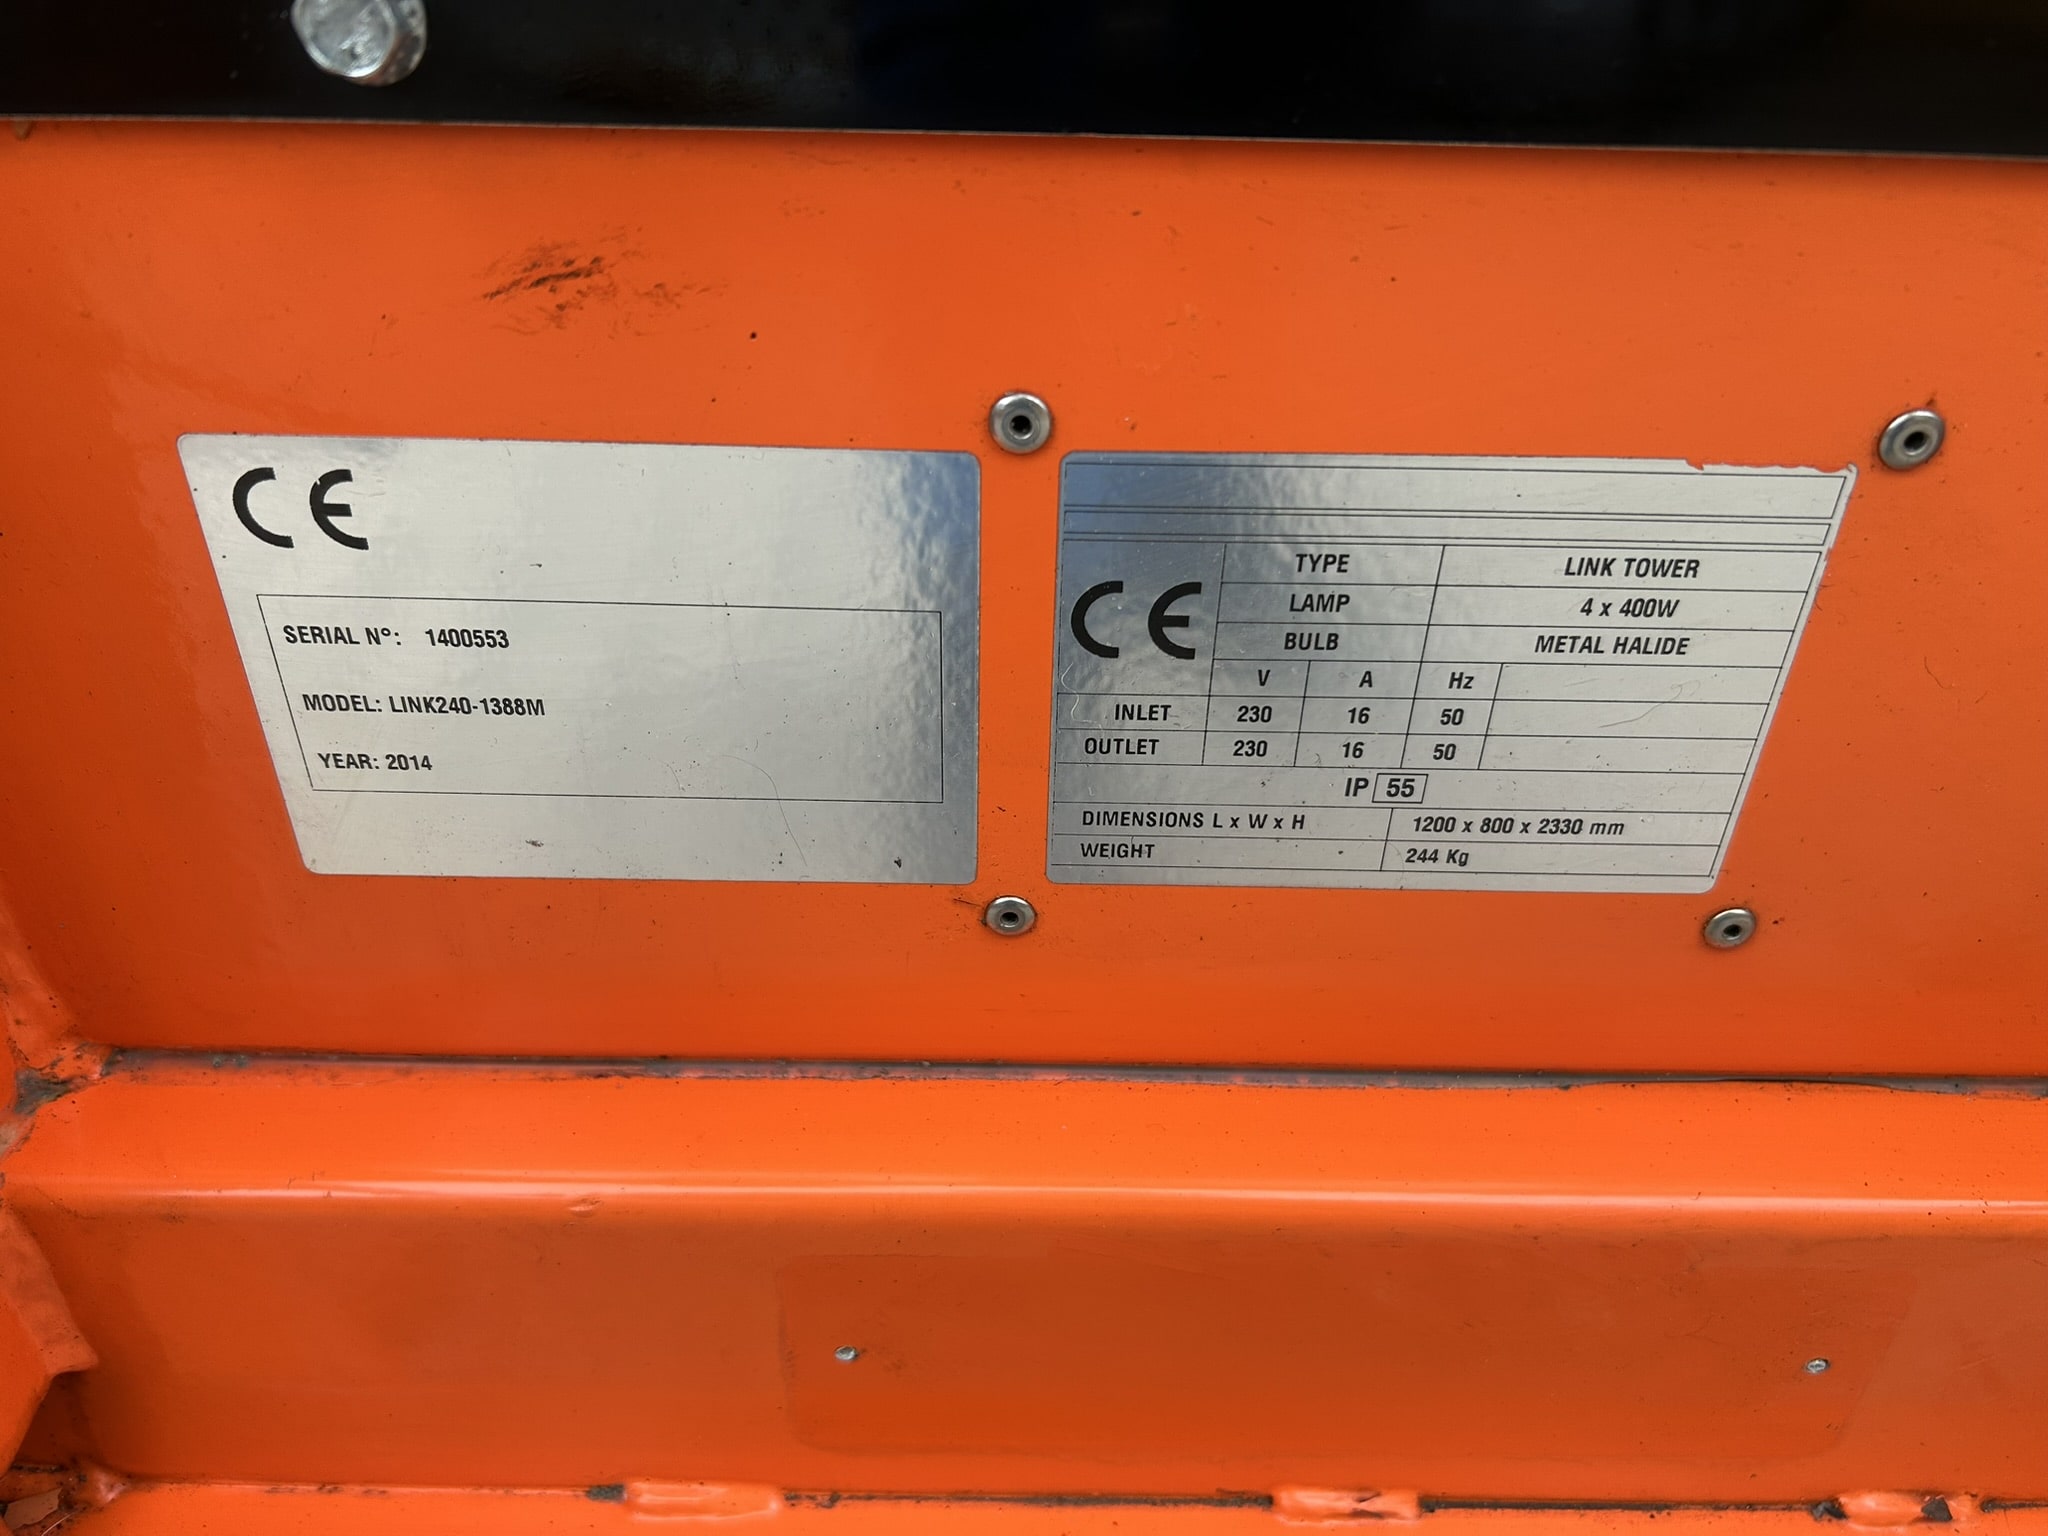 CE
SERIAL Nº: 1400553
MODEL: LINK240-1388M
YEAR: 2014
CE
TYPE LINK TOWER
LAMP 4 x 400W
BULB METAL HALIDE
V A Hz
INLET 230 16 50
OUTLET 230 16 50
IP 55
DIMENSIONS L x W x H 1200 x 800 x 2330 mm
WEIGHT 244 Kg